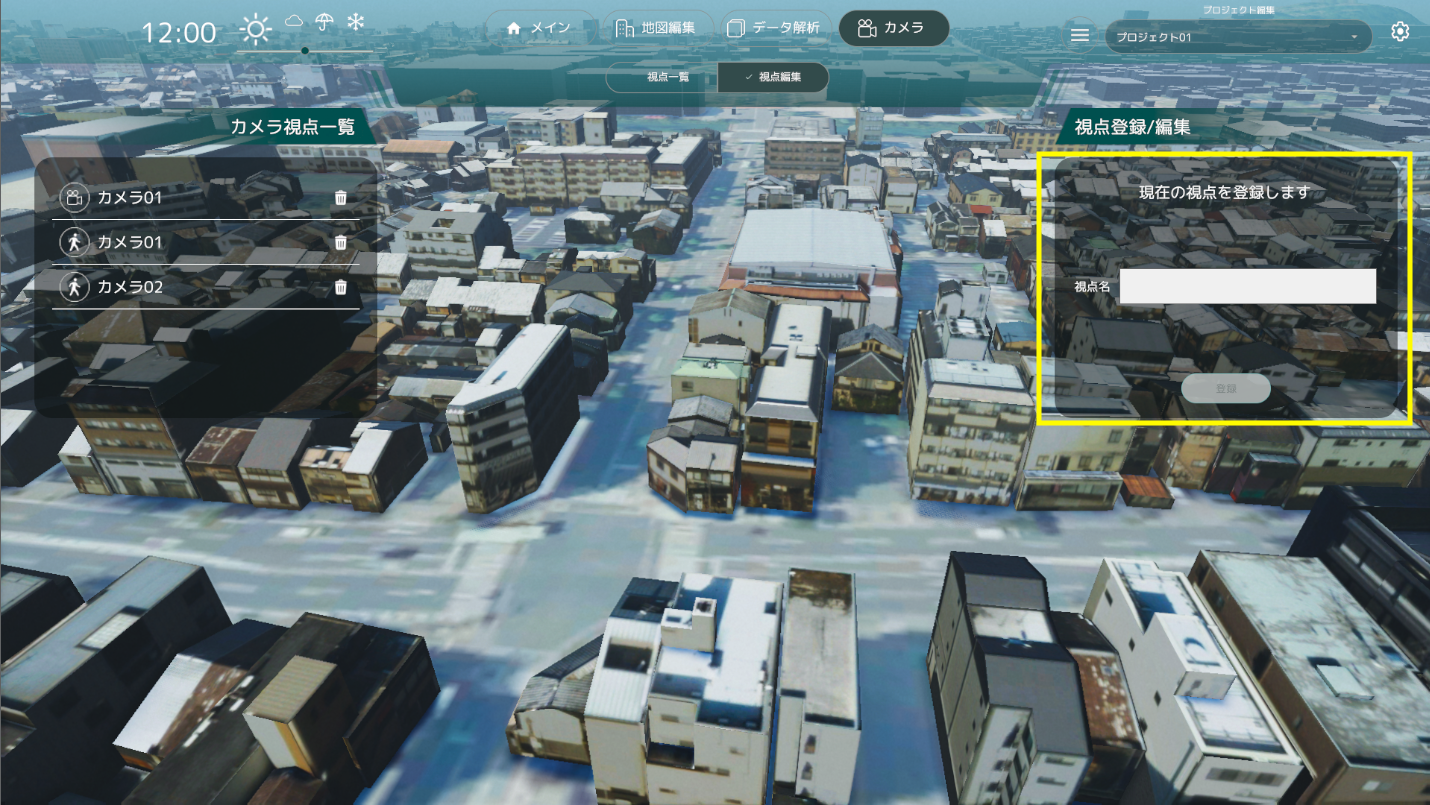 プロジェクト編集
12:00
メイン
地図編集
データ解析
カメラ
プロジェクト01
視点一覧
視点編集
カメラ視点一覧
カメラ01
カメラ01
カメラ02
視点登録/編集
現在の視点を登録します
視点名
登録